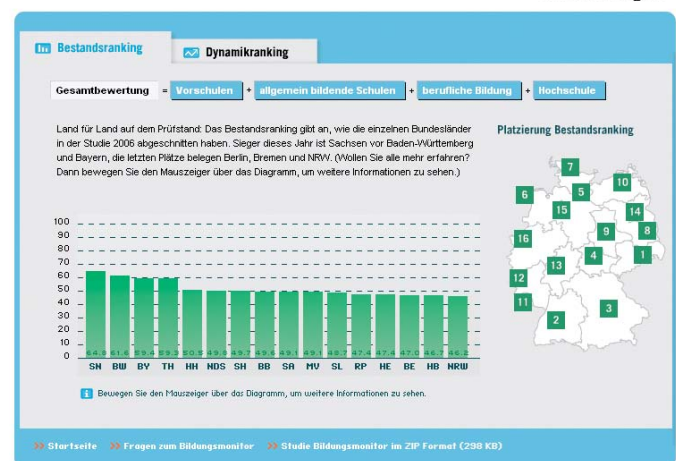 Bestandsranking
Dynamikranking
Gesamtbewertung = Vorschulen + allgemein bildende Schulen + berufliche Bildung + Hochschule
Land für Land auf dem Prüfstand: Das Bestandsranking gibt an, wie die einzelnen Bundesländer
in der Studie 2006 abgeschnitten haben. Sieger dieses Jahr ist Sachsen vor Baden-Württemberg
und Bayern, die letzten Plätze belegen Berlin, Bremen und NRW. (Wollen Sie alle mehr erfahren?
Dann bewegen Sie den Mauszeiger über das Diagramm, um weitere Informationen zu sehen.)
Platzierung Bestandsranking
7
10
5
6
15
14
16
9
8
4
1
13
12
11
3
2
100
90
80
70
60
50
40
30
20
10
0
64.8 61.6 59.4 59.3 50.5 49.8 49.7 49.6 49.1 49.1 48.7 47.4 47.4 47.0 46.7 46.2
SN BW BY TH HH NDS SH BB SA MV SL RP HE BE HB NRW
Bewegen Sie den Mauszeiger über das Diagramm, um weitere Informationen zu sehen.
>> Startseite >> Fragen zum Bildungsmonitor >> Studie Bildungsmonitor im ZIP Format (298 KB)